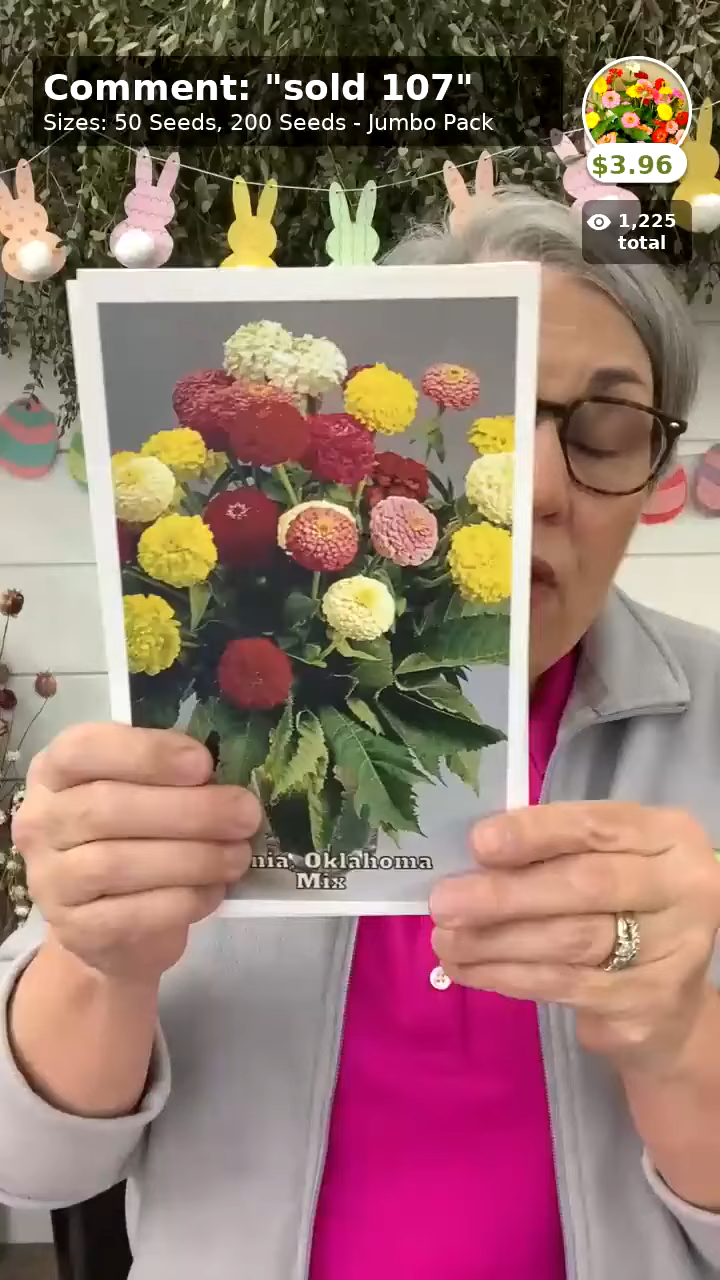 Comment: "sold 107"
Sizes: 50 Seeds, 200 Seeds - Jumbo Pack
$3.96
1,225
total
nia, Oklahoma
Mix